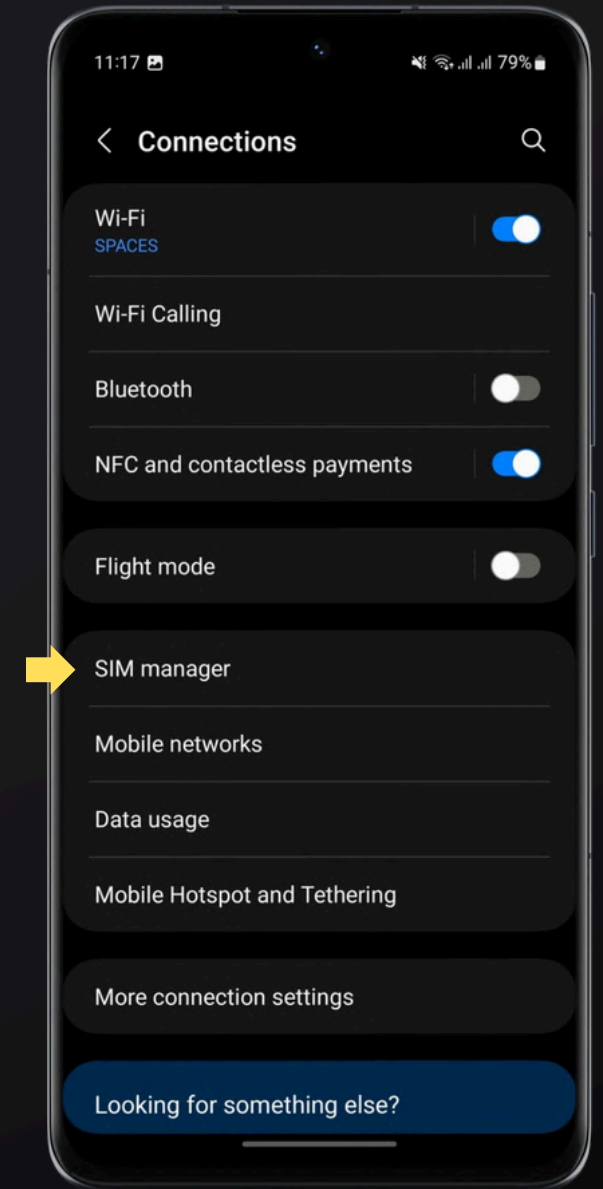 11:17 79%
Connections
Wi-Fi
SPACES
Wi-Fi Calling
Bluetooth
NFC and contactless payments
Flight mode
SIM manager
Mobile networks
Data usage
Mobile Hotspot and Tethering
More connection settings
Looking for something else?